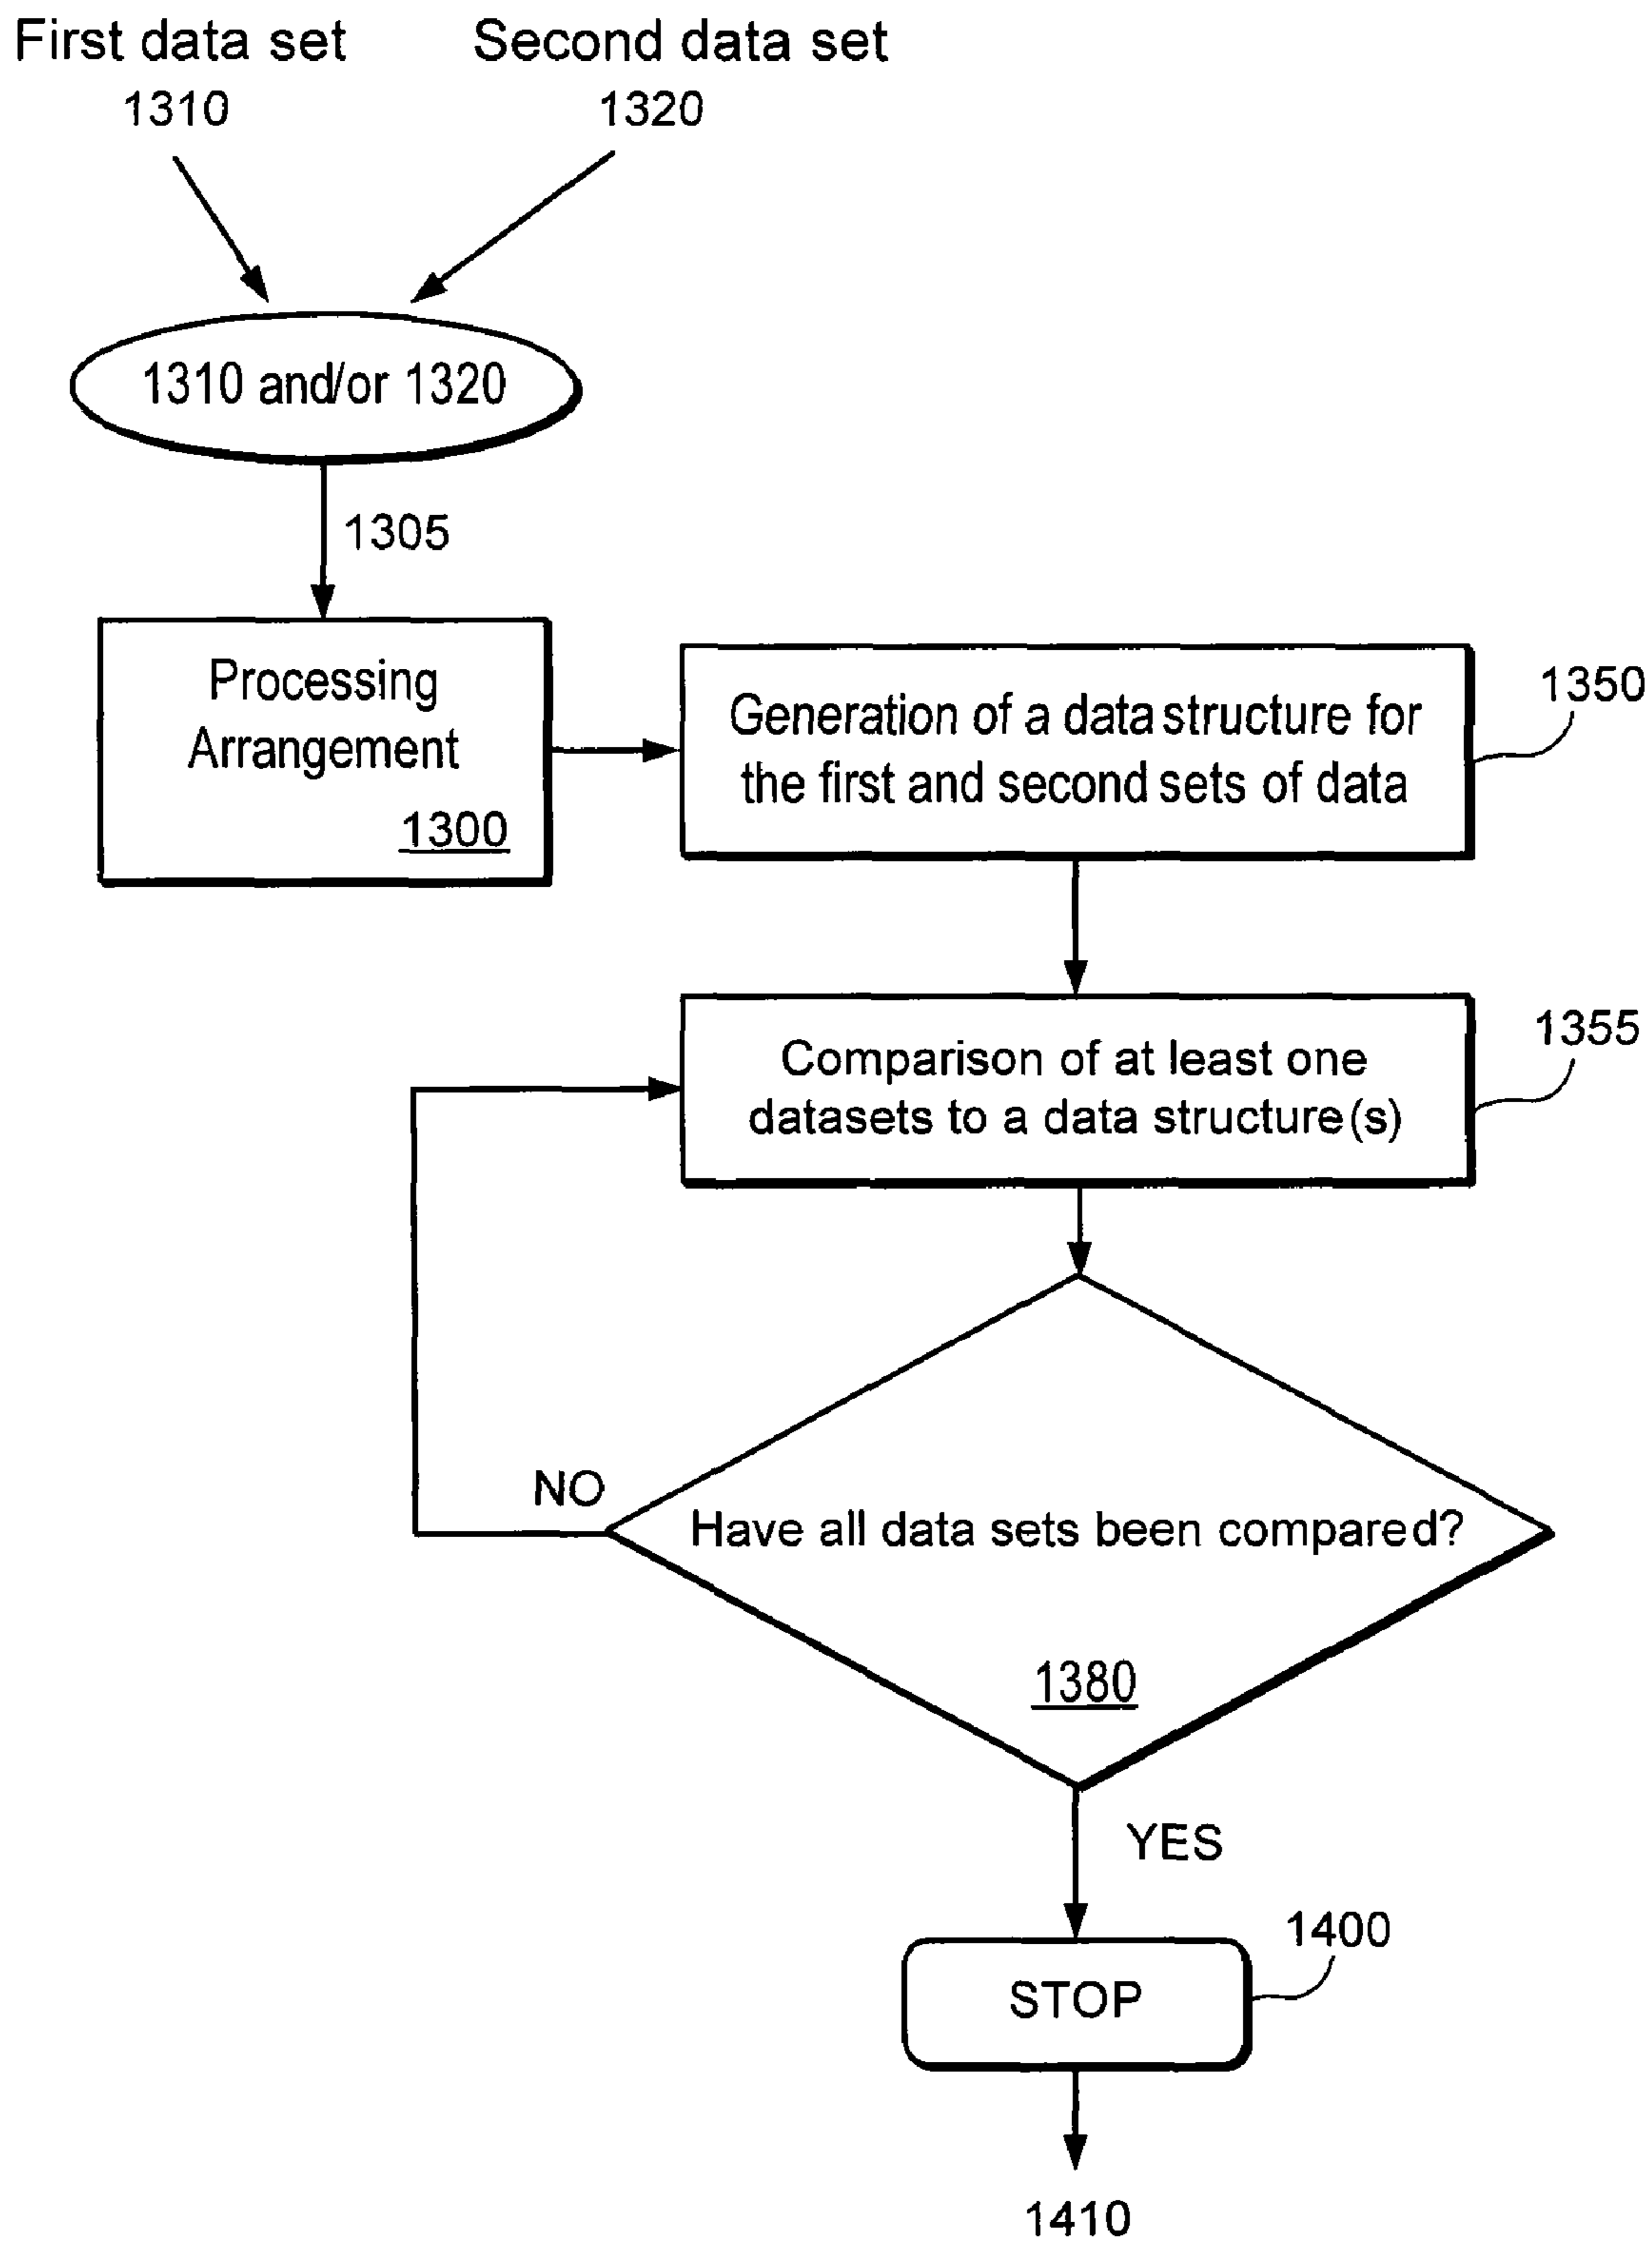 First data set
1310
Second data set
1320
1310 and/or 1320
1305
Processing
Arrangement
1300
Generation of a data structure for
the first and second sets of data
1350
Comparison of at least one
datasets to a data structure(s)
1355
NO
Have all data sets been compared?
1380
YES
STOP
1400
1410